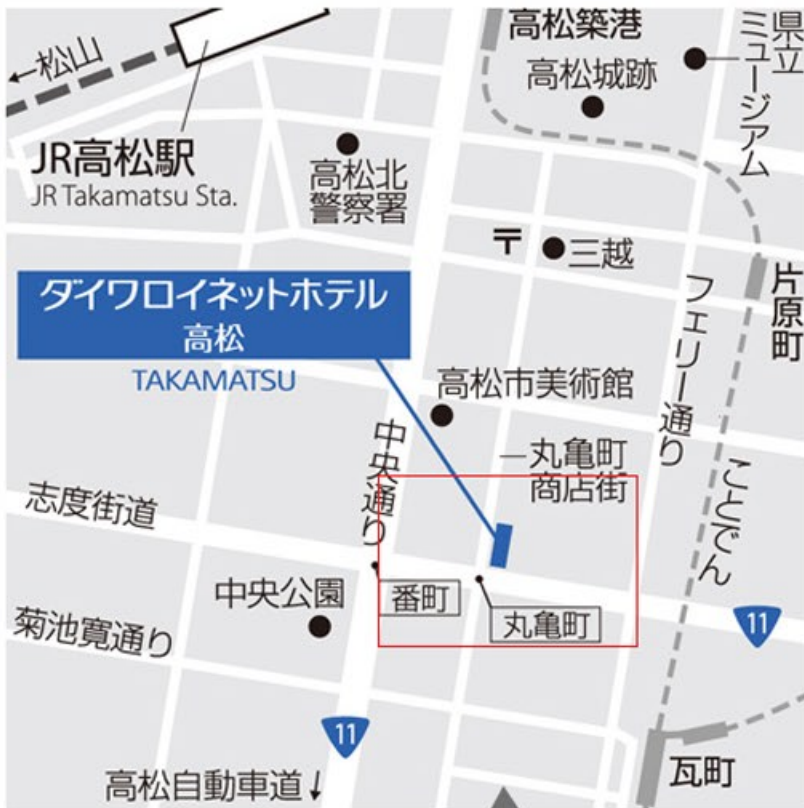 高松築港
県立
ミュージアム
←松山
高松城跡
JR高松駅
JR Takamatsu Sta.
高松北
警察署
〒
三越
片原町
ダイワロイネットホテル
高松
TAKAMATSU
フェリー通り
高松市美術館
中央通り
丸亀町
商店街
ことでん
志度街道
番町
中央公園
丸亀町
11
菊池寛通り
11
瓦町
高松自動車道↓